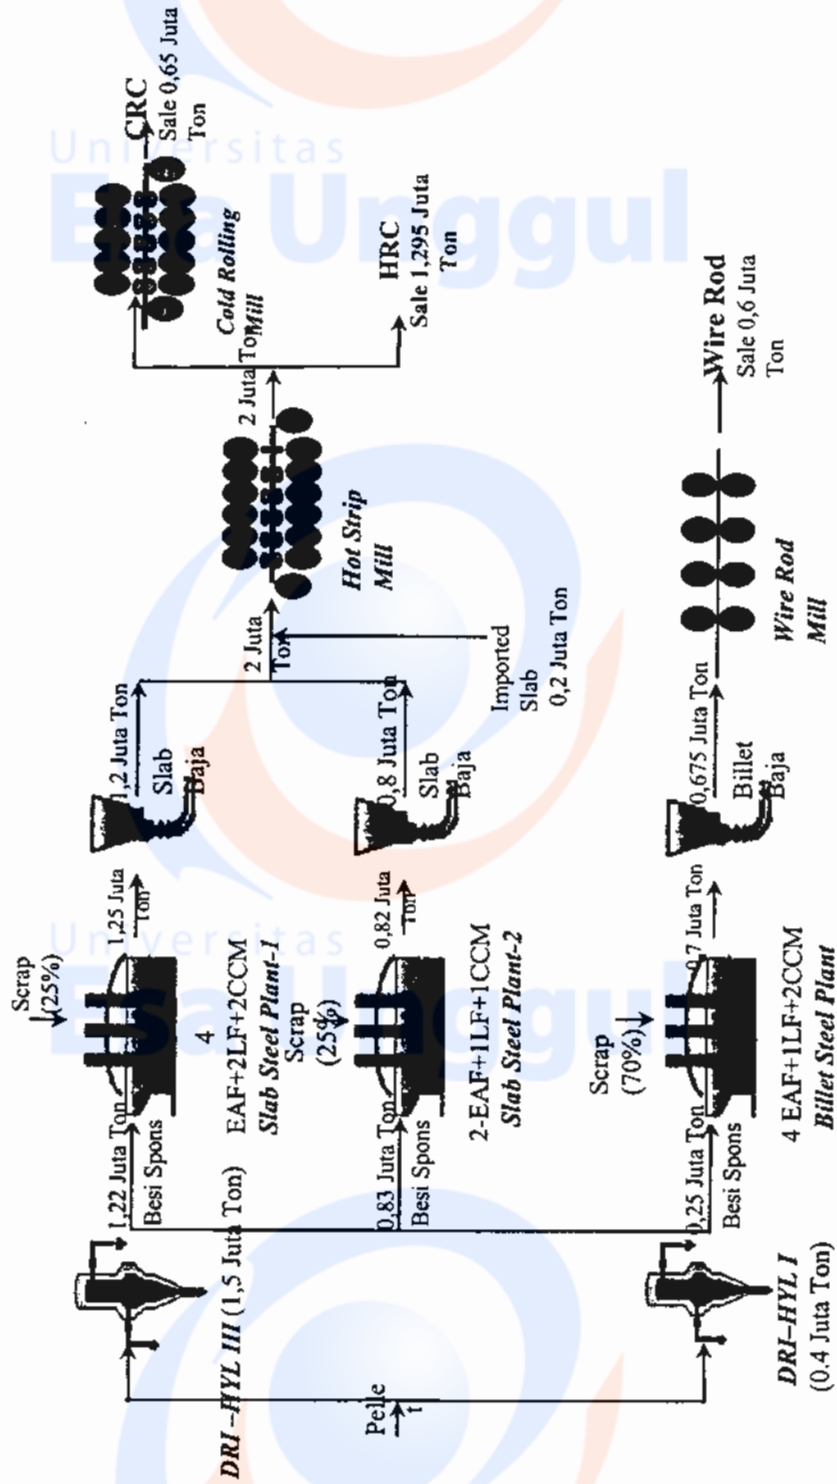 Pelle
t
DRI –HYL III (1,5 Juta Ton)
DRI–HYL I
(0.4 Juta Ton)
1,22 Juta Ton
Besi Spons
0,83 Juta Ton
Besi Spons
0,25 Juta Ton
Besi Spons
Scrap
(25%)
4
EAF+2LF+2CCM
Slab Steel Plant-1
Scrap
(25%)
2-EAF+1LF+1CCM
Slab Steel Plant-2
Scrap
(70%)
4 EAF+1LF+2CCM
Billet Steel Plant
1,25 Juta
Ton
0,82 Juta
Ton
0,7 Juta Ton
1,2 Juta Ton
Slab
Baja
0,8 Juta Ton
Slab
Baja
0,675 Juta Ton
Billet
Baja
2 Juta
Ton
Imported
Slab
0,2 Juta Ton
Hot Strip
Mill
2 Juta Ton
Cold Rolling
Mill
CRC
Sale 0,65 Juta
Ton
HRC
Sale 1,295 Juta
Ton
Wire Rod
Mill
Wire Rod
Sale 0,6 Juta
Ton
Universitas
Esa Unggul
Universitas
Esa Unggul